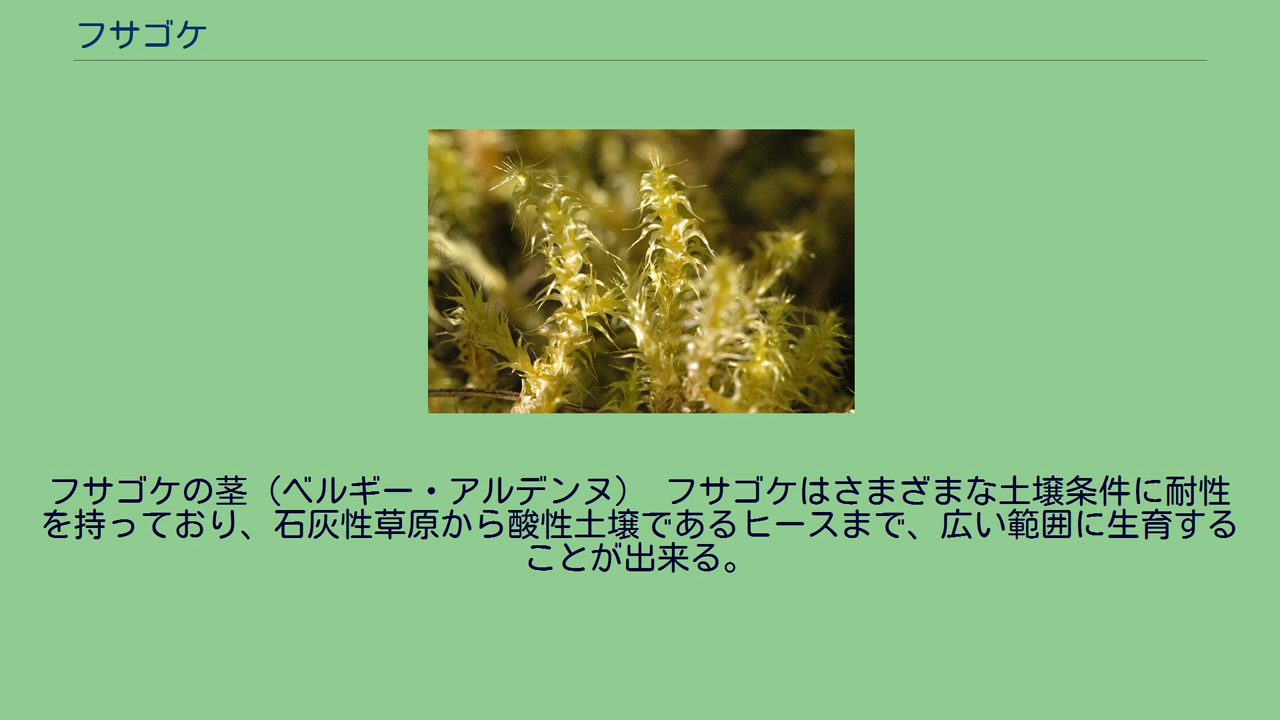 フサゴケ
フサゴケの茎（ベルギー・アルデンヌ）　フサゴケはさまざまな土壌条件に耐性
を持っており、石灰性草原から酸性土壌であるヒースまで、広い範囲に生育する
ことが出来る。